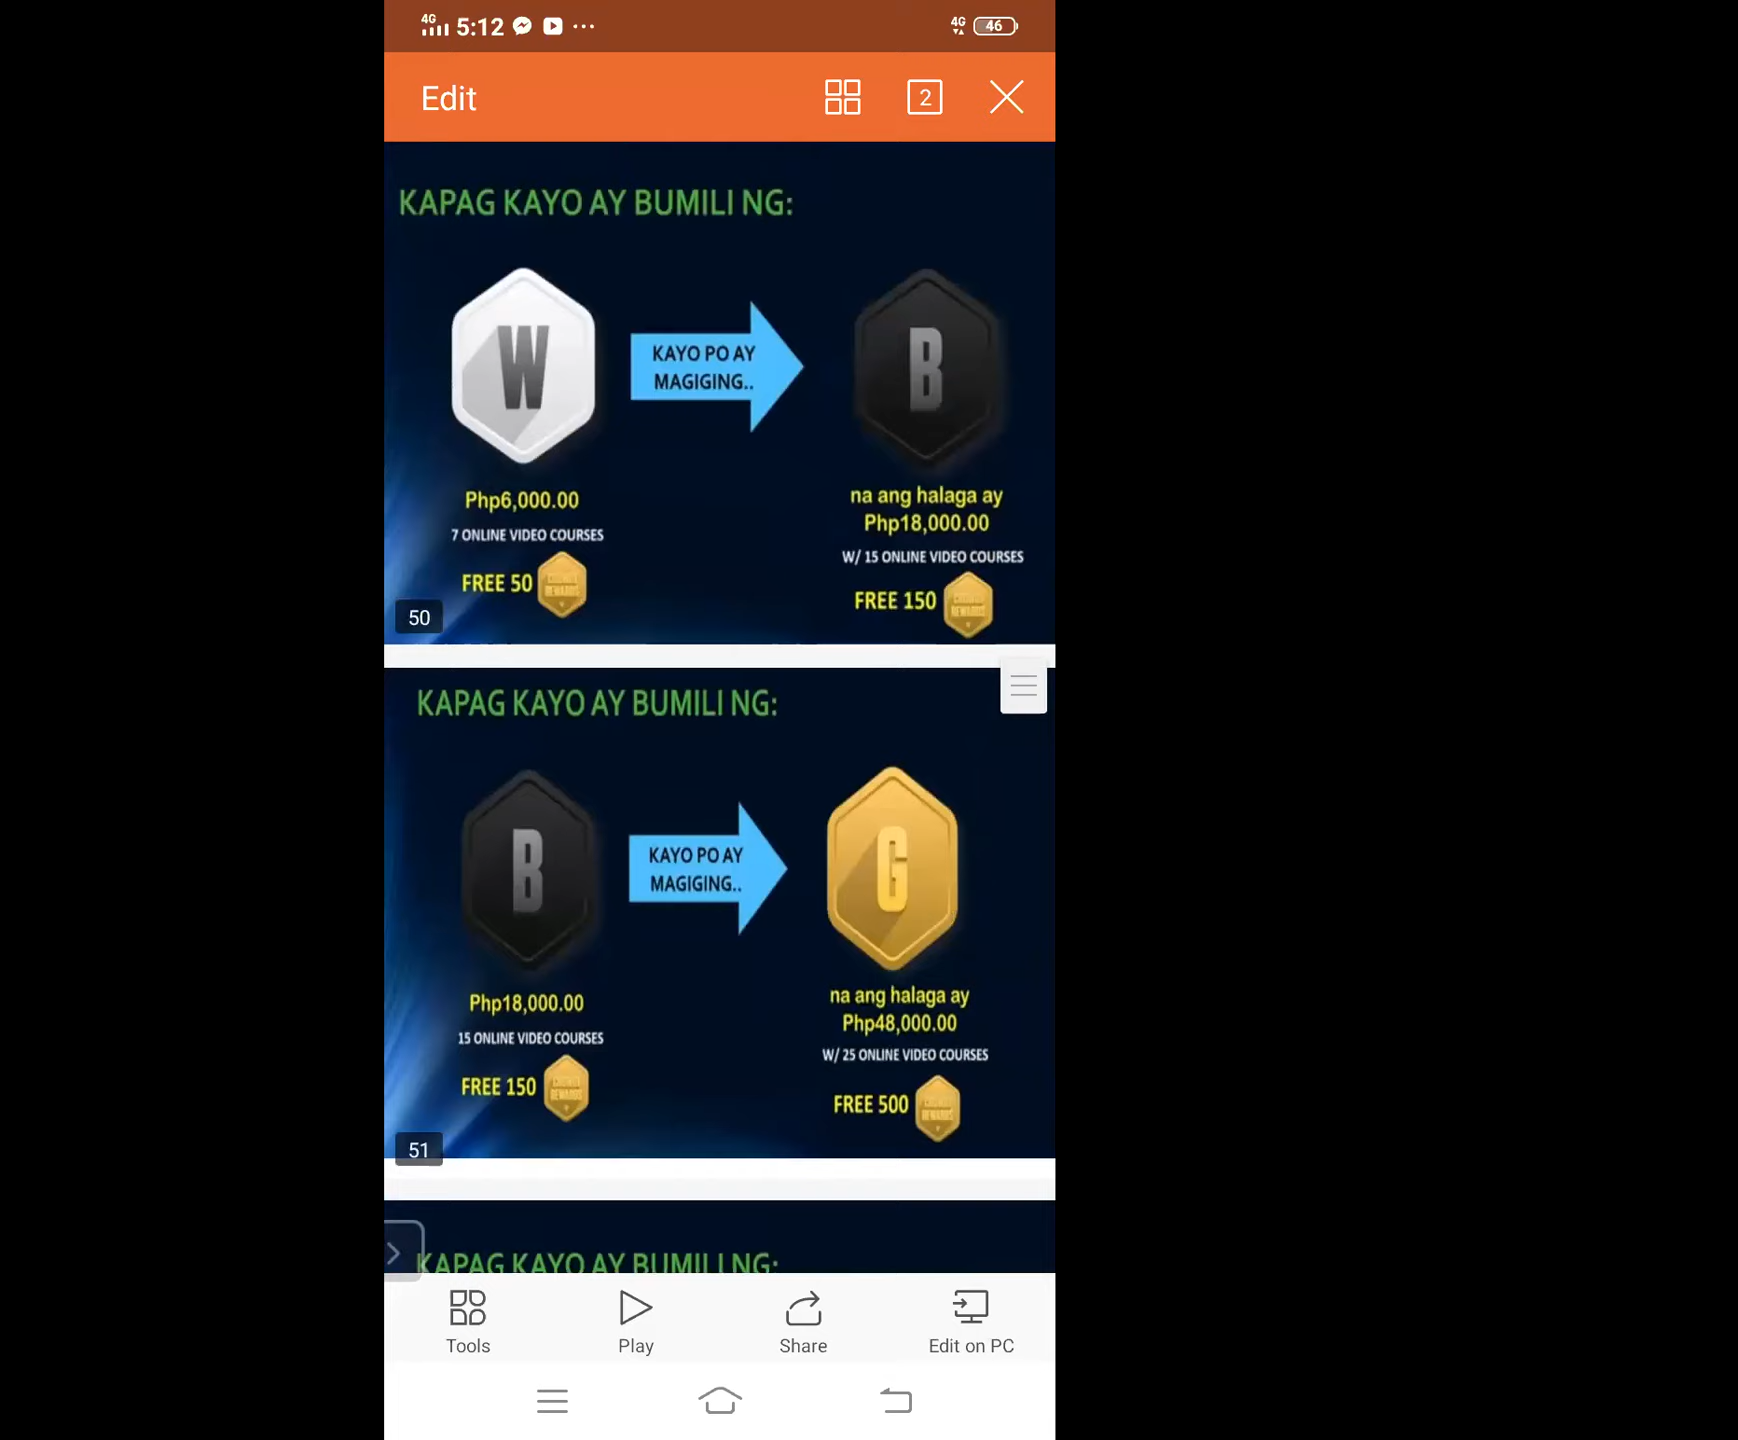 4G 5:12 4G 46
Edit 2
KAPAG KAYO AY BUMILI NG:
W
KAYO PO AY
MAGIGING..
B
Php6,000.00
7 ONLINE VIDEO COURSES
FREE 50
na ang halaga ay
Php18,000.00
W/ 15 ONLINE VIDEO COURSES
FREE 150
50
KAPAG KAYO AY BUMILI NG:
B
KAYO PO AY
MAGIGING..
G
Php18,000.00
15 ONLINE VIDEO COURSES
FREE 150
na ang halaga ay
Php48,000.00
W/ 25 ONLINE VIDEO COURSES
FREE 500
51
KAPAG KAYO AY BUMILI NG:
Tools Play Share Edit on PC